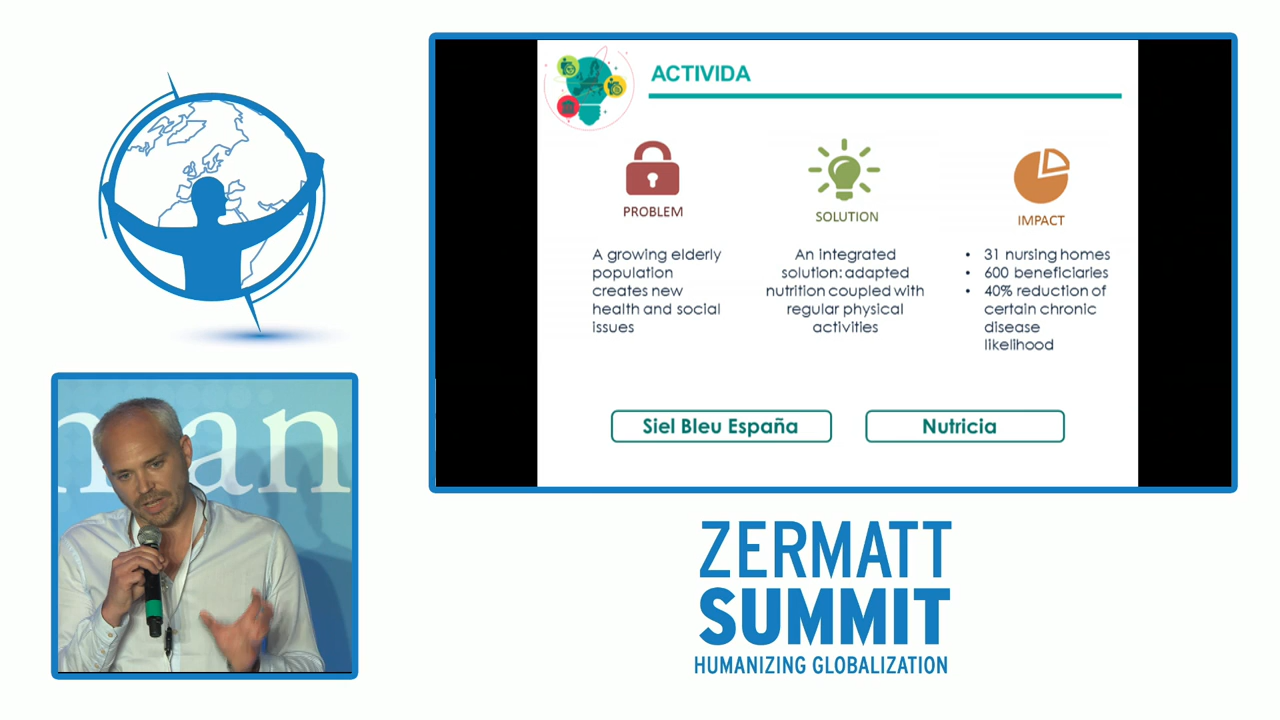 ACTIVIDA
PROBLEM
A growing elderly
population
creates new
health and social
issues
SOLUTION
An integrated
solution: adapted
nutrition coupled with
regular physical
activities
IMPACT
• 31 nursing homes
• 600 beneficiaries
• 40% reduction of
certain chronic
disease
likelihood
Siel Bleu España
Nutricia
ZERMATT
SUMMIT
HUMANIZING GLOBALIZATION